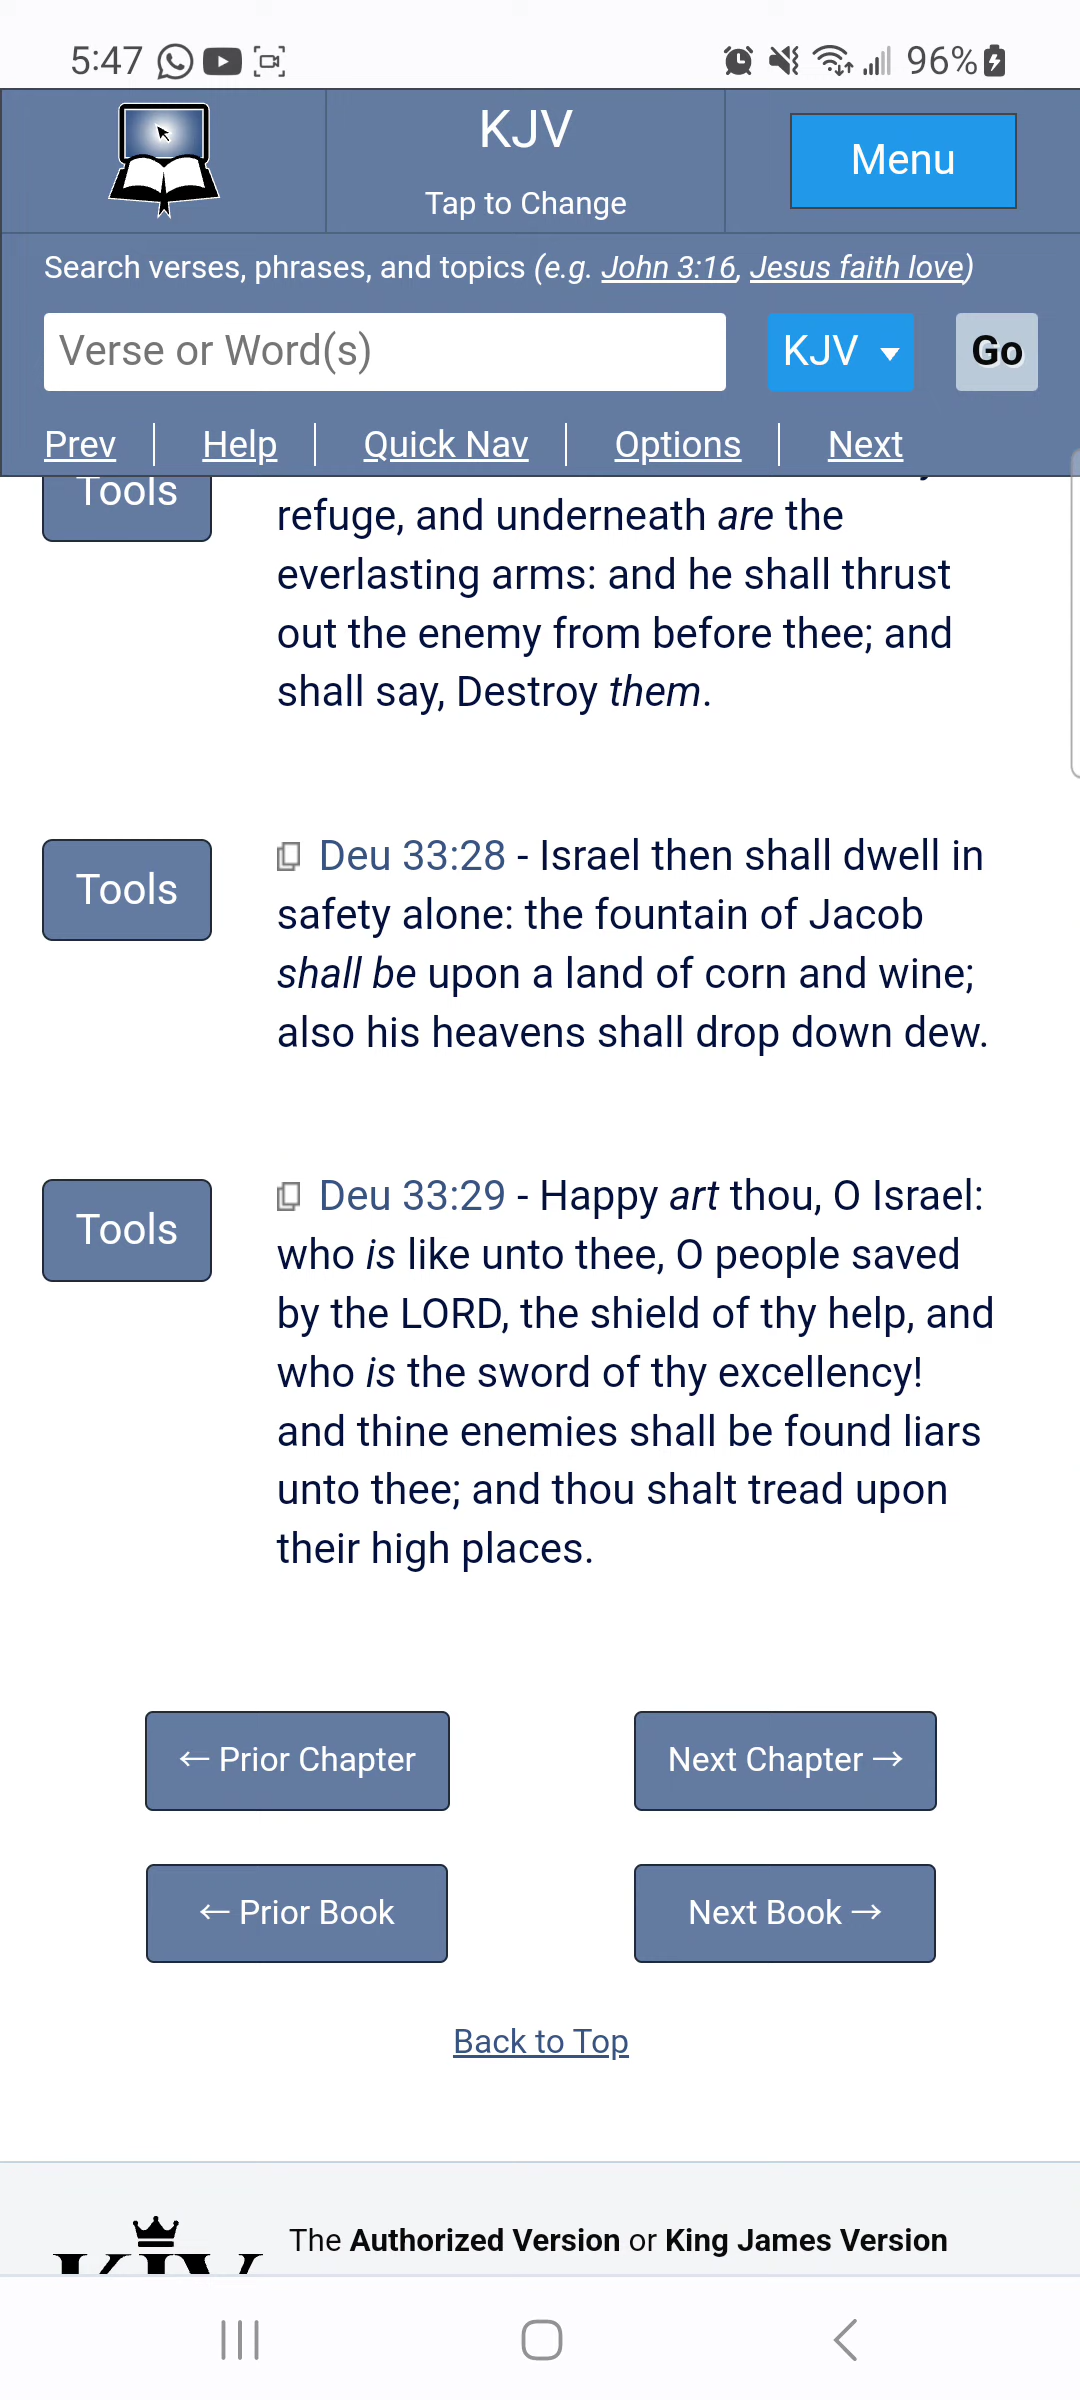 5:47 96%
KJV
Tap to Change
Menu
Search verses, phrases, and topics (e.g. John 3:16, Jesus faith love)
Verse or Word(s) KJV Go
Prev Help Quick Nav Options Next
Tools
refuge, and underneath are the
everlasting arms: and he shall thrust
out the enemy from before thee; and
shall say, Destroy them.
Tools
Deu 33:28 - Israel then shall dwell in
safety alone: the fountain of Jacob
shall be upon a land of corn and wine;
also his heavens shall drop down dew.
Tools
Deu 33:29 - Happy art thou, O Israel:
who is like unto thee, O people saved
by the LORD, the shield of thy help, and
who is the sword of thy excellency!
and thine enemies shall be found liars
unto thee; and thou shalt tread upon
their high places.
← Prior Chapter Next Chapter →
← Prior Book Next Book →
Back to Top
KJV
The Authorized Version or King James Version